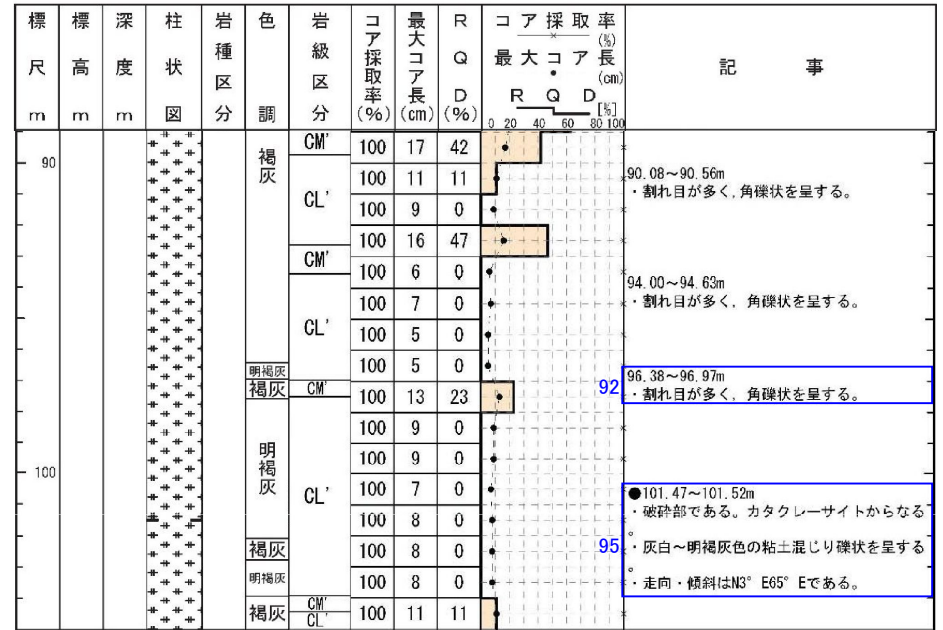 標尺m
標高m
深度m
柱状図
岩種区分
色調
岩級区分
コア採取率(%)
最大コア長(cm)
RQD(%)
コア採取率(%)
最大コア長(cm)
RQD[%]
0 20 40 60 80 100
記事
褐灰
CM' 100 17 42
90
100 11 11
90.08～90.56m
・割れ目が多く,角礫状を呈する。
CL'
100 9 0
100 16 47
CM'
100 6 0
94.00～94.63m
・割れ目が多く, 角礫状を呈する。
100 7 0
CL'
100 5 0
100 5 0
明褐灰
96.38～96.97m
92
・割れ目が多く, 角礫状を呈する。
褐灰 CM' 100 13 23
100 9 0
明褐灰
100 9 0
100
100 7 0
CL'
●101.47～101.52m
・破砕部である。カタクレーサイトからなる
。
100 8 0
褐灰 100 8 0
95
・灰白～明褐灰色の粘土混じり礫状を呈する
。
明褐灰 100 8 0
・走向・傾斜はN3° E65° Eである。
褐灰 CM' 100 11 11
CL'